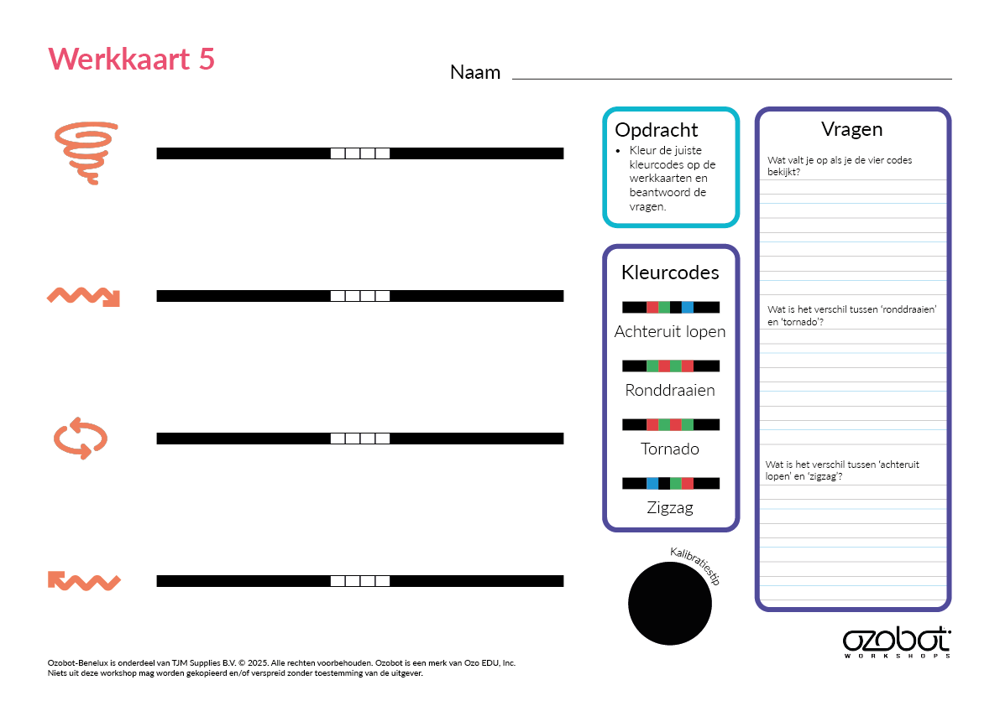 Werkkaart 5
Naam
Opdracht
• Kleur de juiste
kleurcodes op de
werkkaarten en
beantwoord de
vragen.
Kleurcodes
Achteruit lopen
Ronddraaien
Tornado
Zigzag
Kalibratiestip
Vragen
Wat valt je op als je de vier codes
bekijkt?
Wat is het verschil tussen ‘ronddraaien’
en ‘tornado’?
Wat is het verschil tussen ‘achteruit
lopen’ en ‘zigzag’?
ozobot
WORKSHOPS
Ozobot-Benelux is onderdeel van TJM Supplies B.V. © 2025. Alle rechten voorbehouden. Ozobot is een merk van Ozo EDU, Inc.
Niets uit deze workshop mag worden gekopieerd en/of verspreid zonder toestemming van de uitgever.